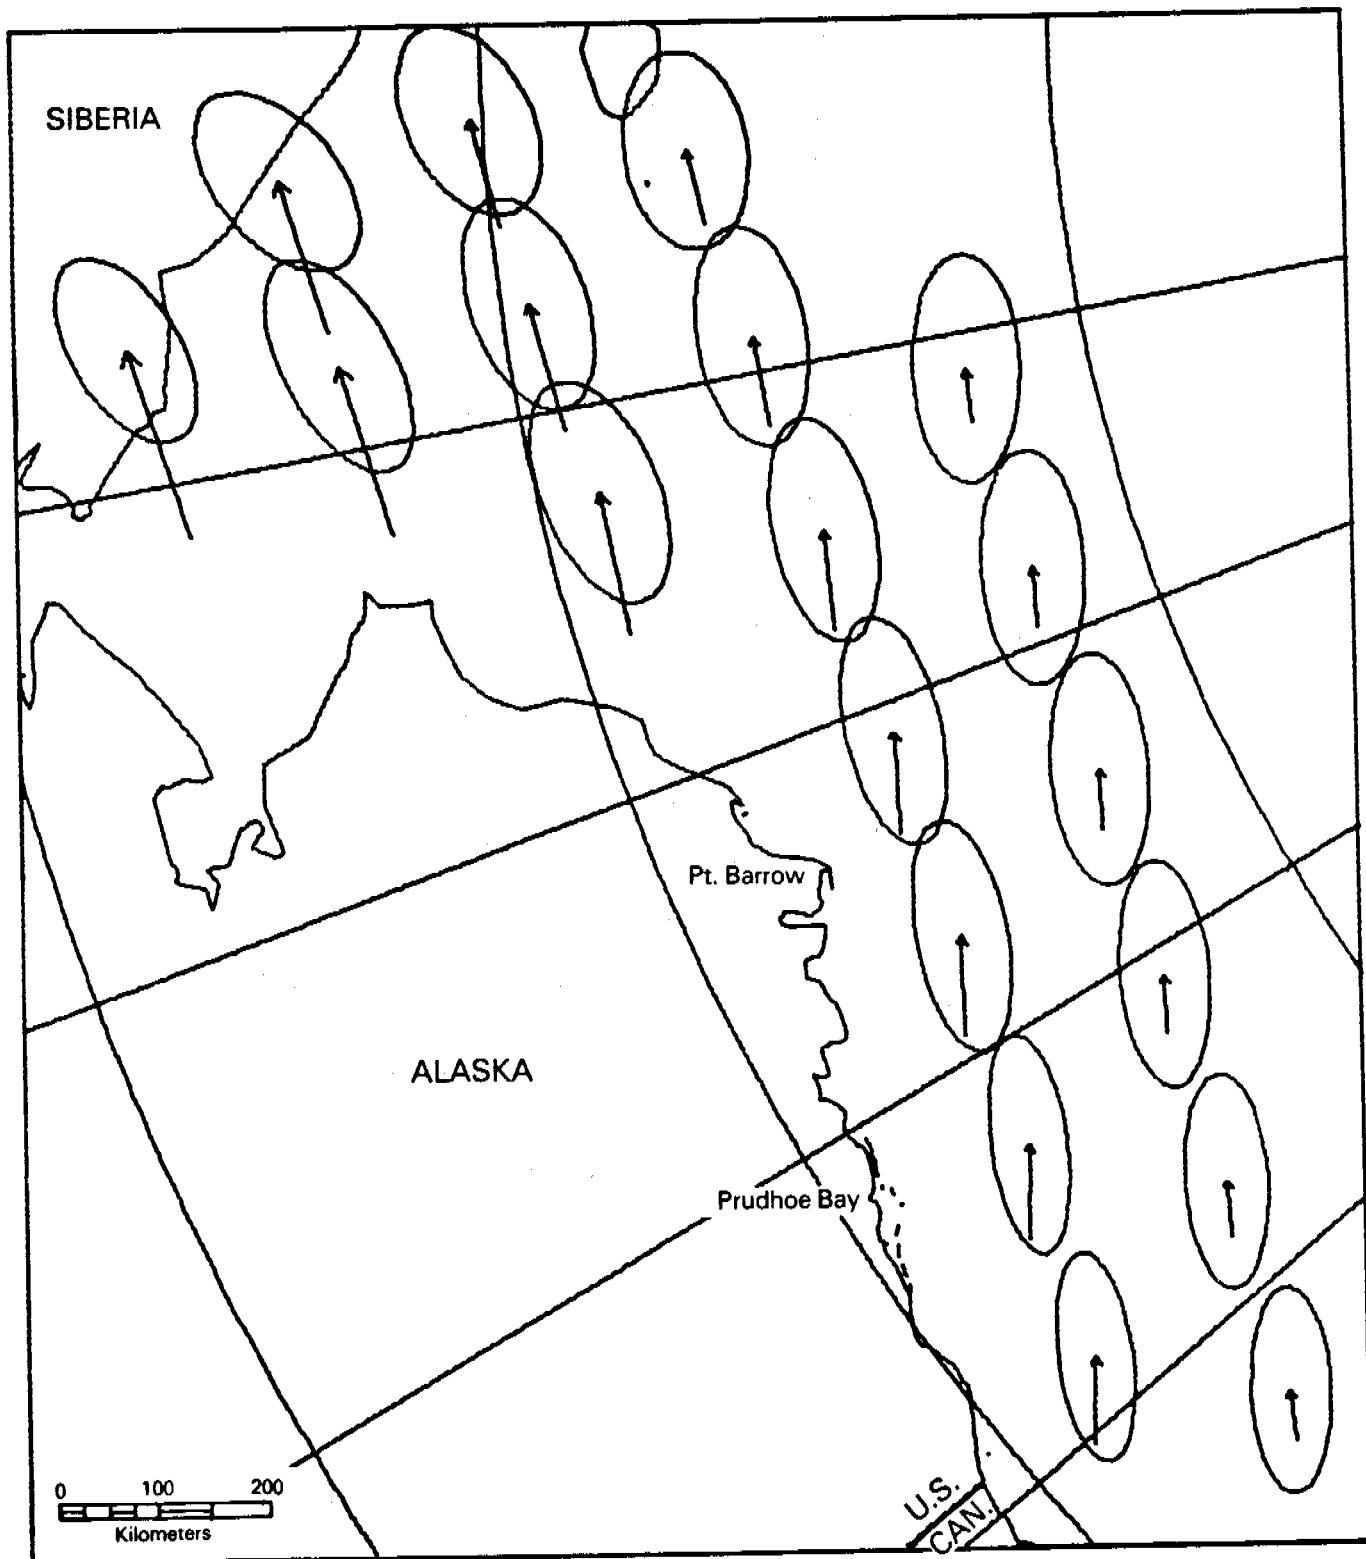 SIBERIA
Pt. Barrow
ALASKA
Prudhoe Bay
0 100 200
Kilometers
U.S.
CAN.